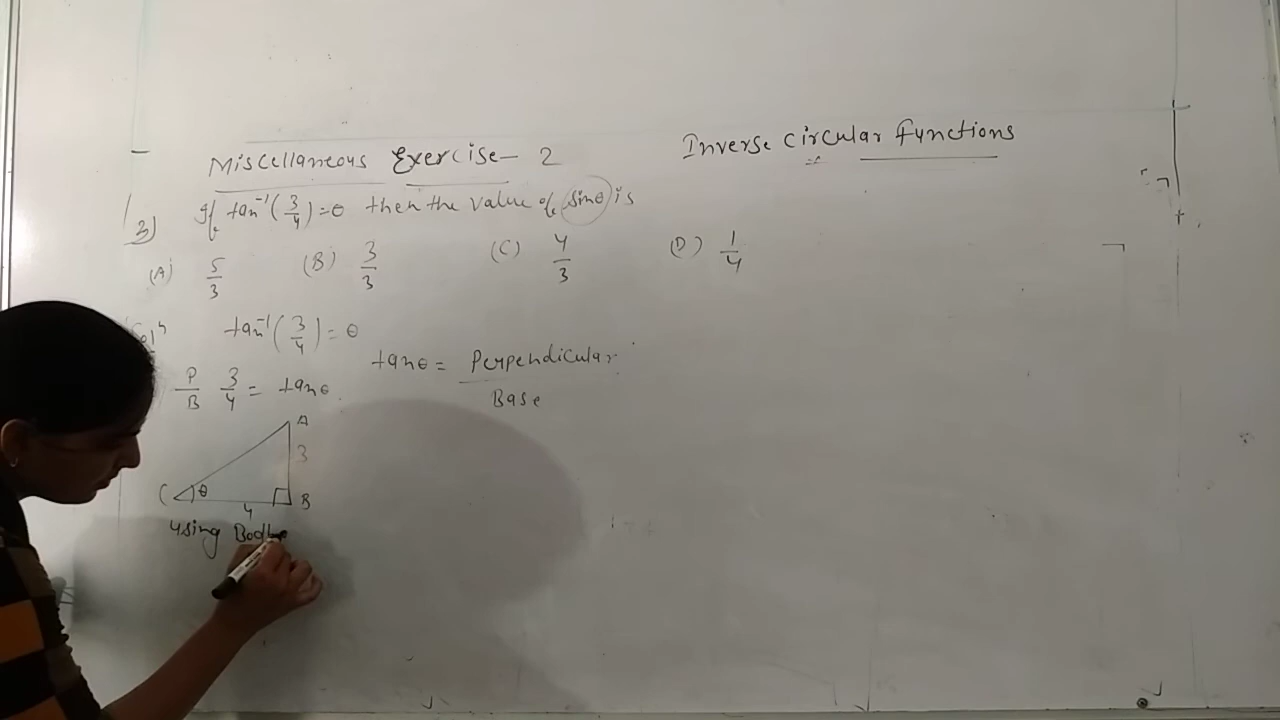 Miscellaneous Exercise - 2
Inverse circular functions
3) If tan⁻¹(3/4) = θ then the value of sinθ is
(A) 5/3 (B) 3/3 (C) 4/3 (D) 1/4
tan⁻¹(3/4) = θ
P/B 3/4 = tanθ
tanθ = Perpendicular/Base
A
3
C θ B
4
using